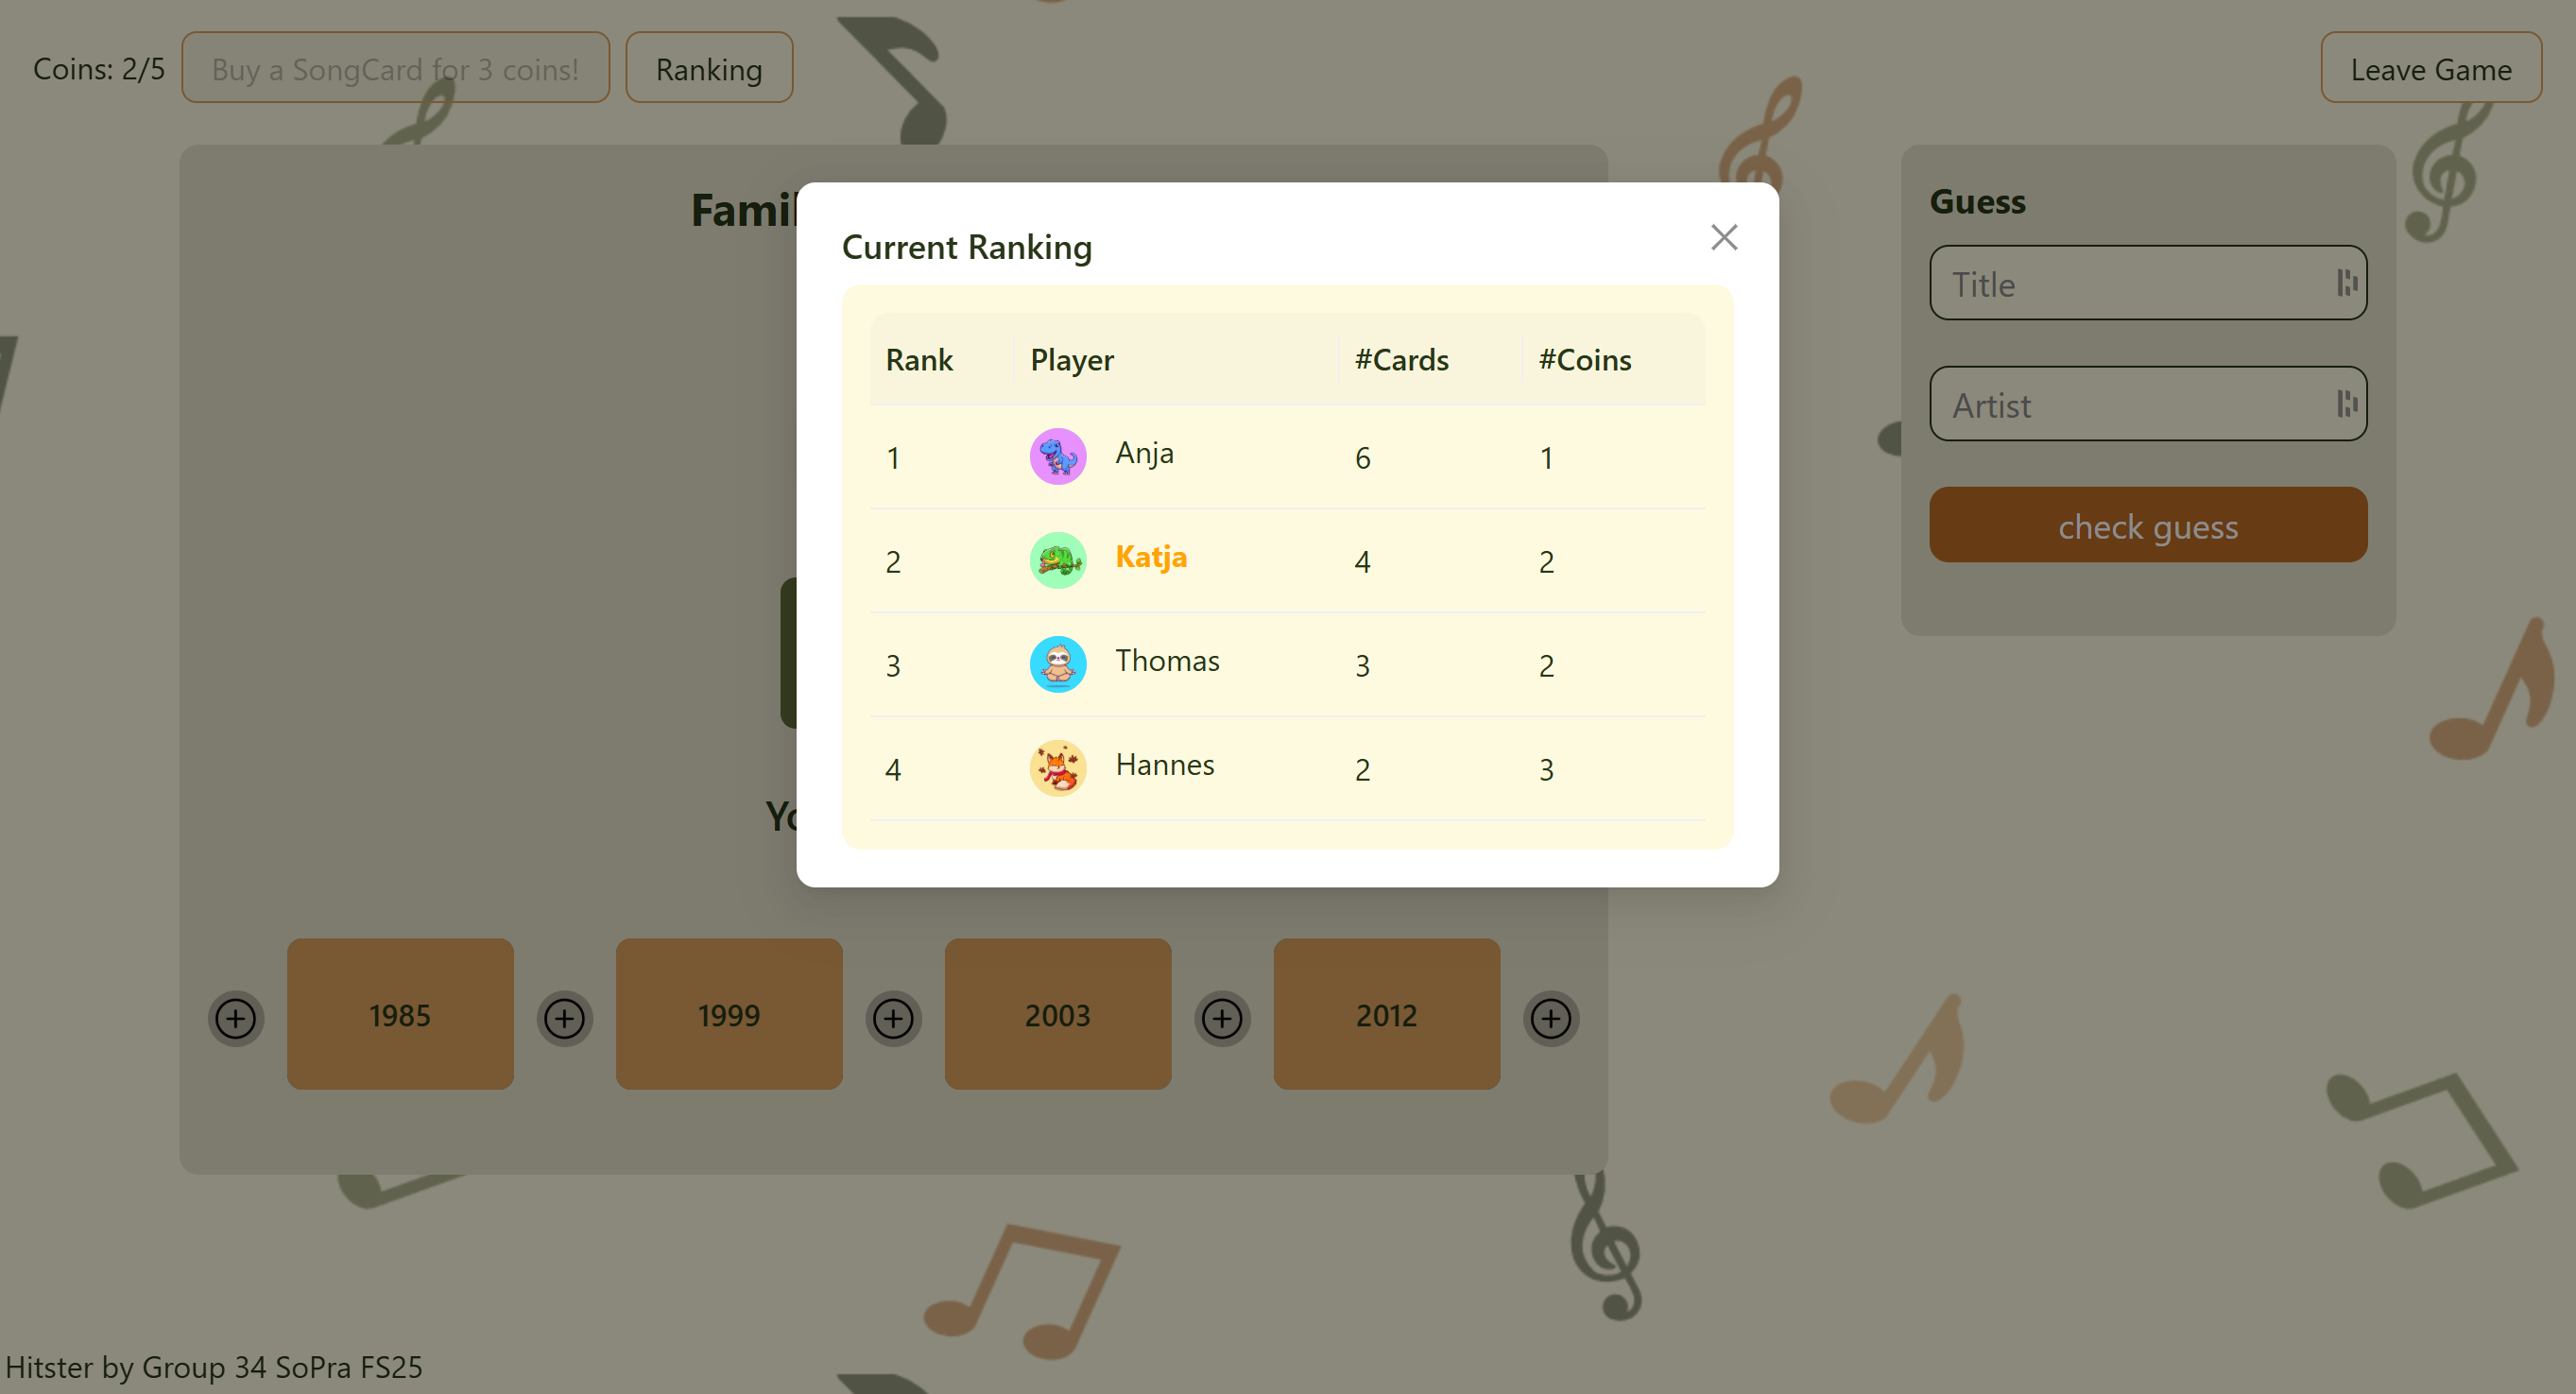 Coins: 2/5 Buy a SongCard for 3 coins! Ranking Leave Game
Current Ranking
Rank Player #Cards #Coins
1 Anja 6 1
2 Katja 4 2
3 Thomas 3 2
4 Hannes 2 3
Guess
Title
Artist
check guess
1985 1999 2003 2012
Hitster by Group 34 SoPra FS25